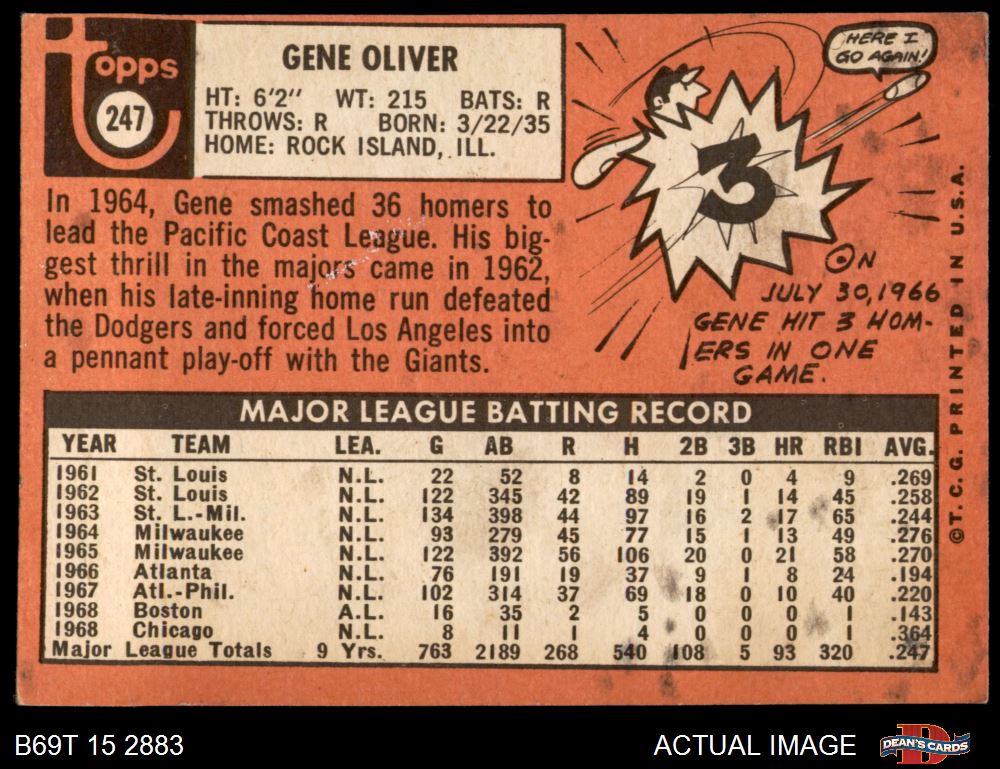 topps
247
GENE OLIVER
HT: 6'2" WT: 215 BATS: R
THROWS: R BORN: 3/22/35
HOME: ROCK ISLAND, ILL.
HERE I
GO AGAIN!
3
In 1964, Gene smashed 36 homers to
lead the Pacific Coast League. His big-
gest thrill in the majors came in 1962,
when his late-inning home run defeated
the Dodgers and forced Los Angeles into
a pennant play-off with the Giants.
ON
JULY 30, 1966
GENE HIT 3 HOM-
ERS IN ONE
GAME.
MAJOR LEAGUE BATTING RECORD
YEAR TEAM LEA. G AB R H 2B 3B HR RBI AVG.
1961 St. Louis N.L. 22 52 8 14 2 0 4 9 .269
1962 St. Louis N.L. 122 345 42 89 19 1 14 45 .258
1963 St. L.-Mil. N.L. 134 398 44 97 16 2 17 65 .244
1964 Milwaukee N.L. 93 279 45 77 15 1 13 49 .276
1965 Milwaukee N.L. 122 392 56 106 20 0 21 58 .270
1966 Atlanta N.L. 76 191 19 37 9 1 8 24 .194
1967 Atl.-Phil. N.L. 102 314 37 69 18 0 10 40 .220
1968 Boston A.L. 16 35 2 5 0 0 0 1 .143
1968 Chicago N.L. 8 11 1 4 0 0 0 1 .364
Major League Totals 9 Yrs. 763 2189 268 540 108 5 93 320 .247
©T.C.G. PRINTED IN U.S.A.
B69T 15 2883
ACTUAL IMAGE
DEAN'S CARDS